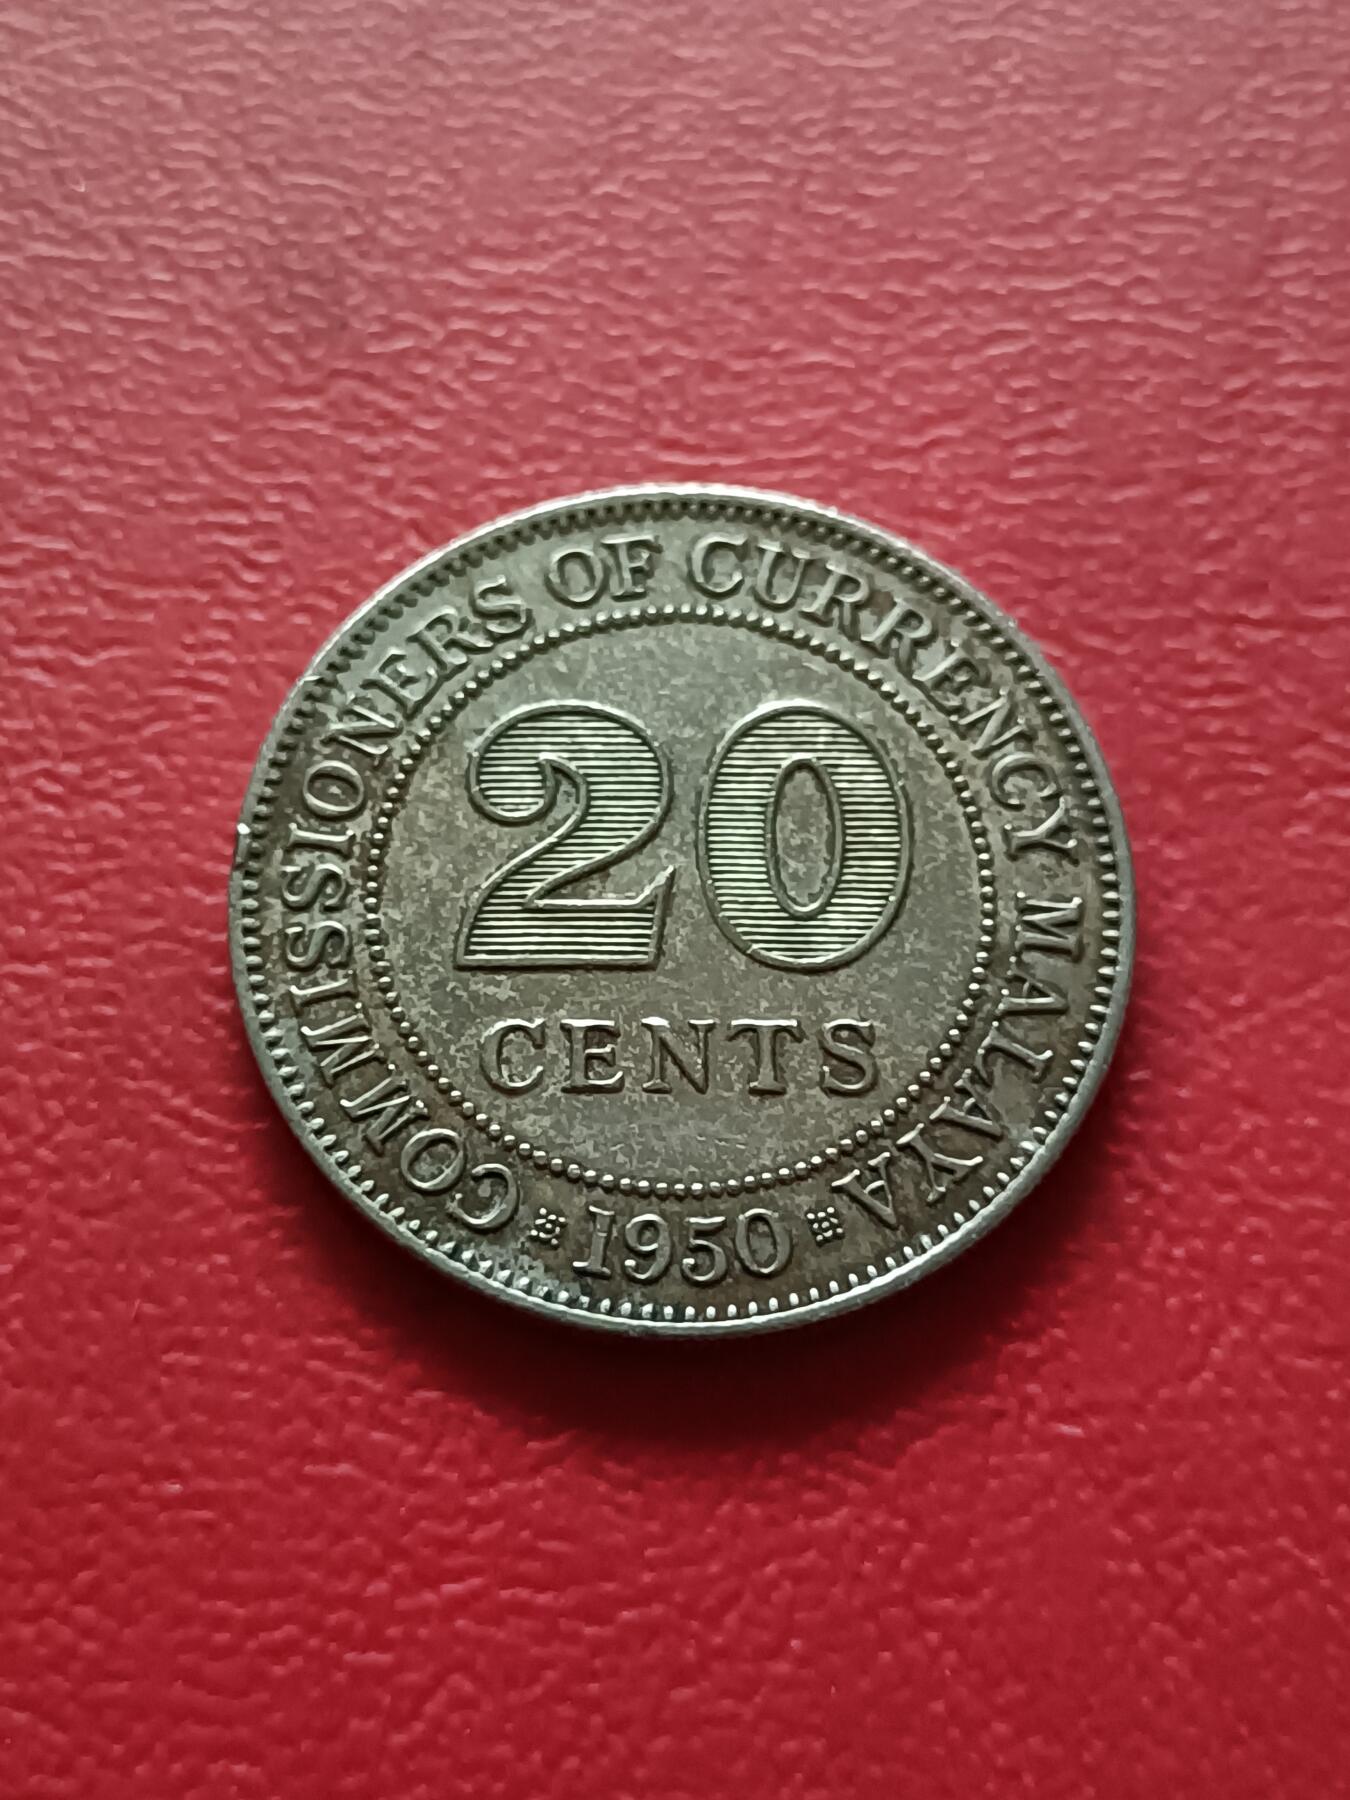 COMMISSIONERS OF CURRENCY MALAYA
20
CENTS
1950